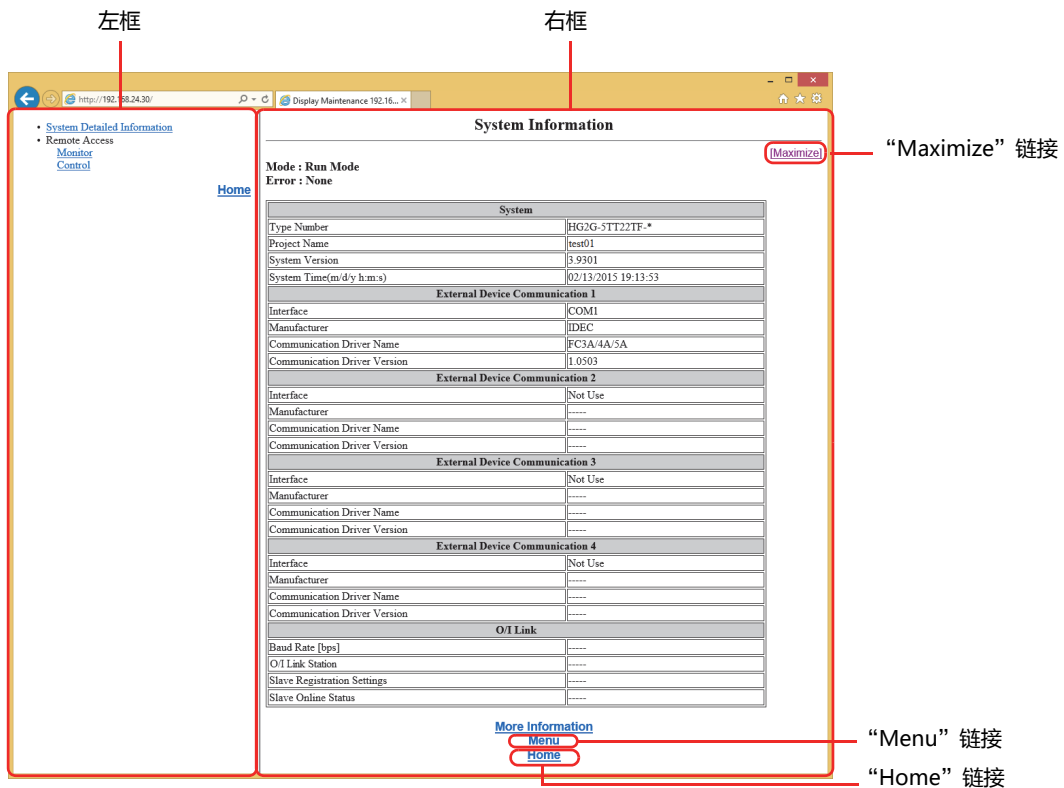 左框
右框
http://192.168.24.30/
Display Maintenance 192.16...
• System Detailed Information
• Remote Access
Monitor
Control
Home
System Information
[Maximize]
“Maximize”链接
Mode : Run Mode
Error : None
System
Type Number HG2G-5TT22TF-*
Project Name test01
System Version 3.9301
System Time(m/d/y h:m:s) 02/13/2015 19:13:53
External Device Communication 1
Interface COM1
Manufacturer IDEC
Communication Driver Name FC3A/4A/5A
Communication Driver Version 1.0503
External Device Communication 2
Interface Not Use
Manufacturer -----
Communication Driver Name -----
Communication Driver Version -----
External Device Communication 3
Interface Not Use
Manufacturer -----
Communication Driver Name -----
Communication Driver Version -----
External Device Communication 4
Interface Not Use
Manufacturer -----
Communication Driver Name -----
Communication Driver Version -----
O/I Link
Baud Rate [bps] -----
O/I Link Station -----
Slave Registration Settings -----
Slave Online Status -----
More Information
Menu
Home
“Menu”链接
“Home”链接